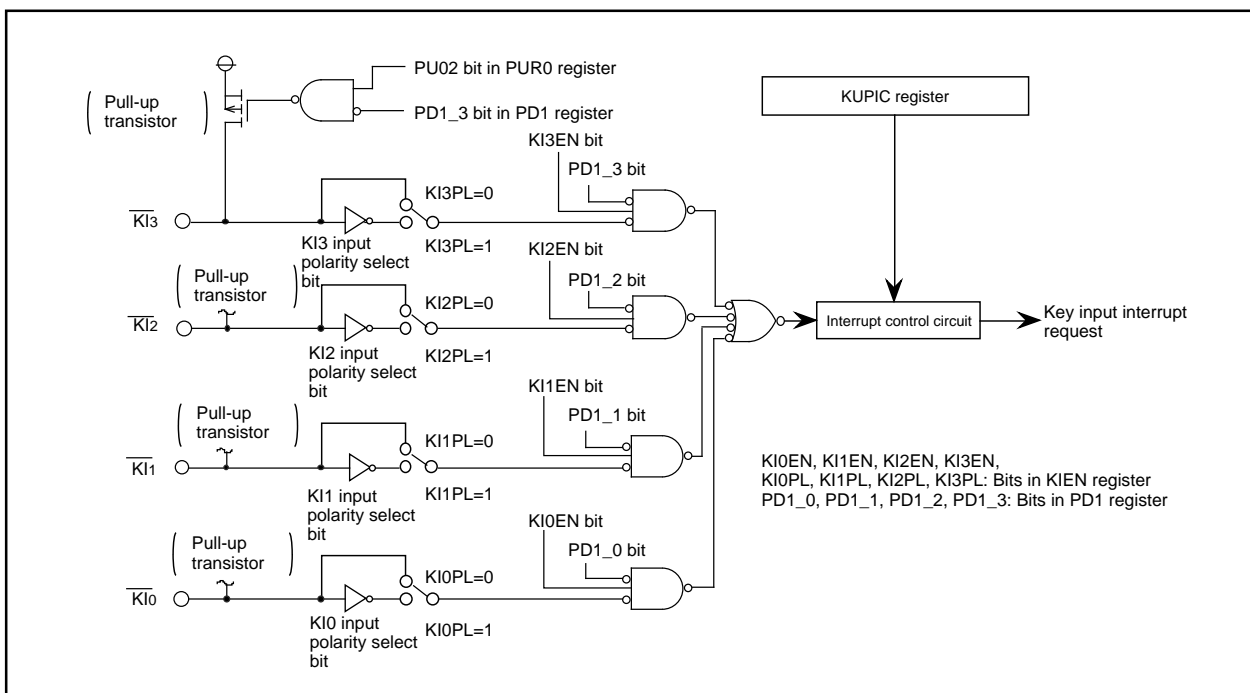 PU02 bit in PUR0 register
KUPIC register
Pull-up
transistor
PD1_3 bit in PD1 register
KI3EN bit
PD1_3 bit
KI3PL=0
KI3
KI3PL=1
KI3 input
polarity select
bit
Pull-up
transistor
KI2EN bit
PD1_2 bit
KI2PL=0
KI2
KI2PL=1
KI2 input
polarity select
bit
Interrupt control circuit
Key input interrupt
request
Pull-up
transistor
KI1EN bit
PD1_1 bit
KI1PL=0
KI1
KI1PL=1
KI1 input
polarity select
bit
KI0EN, KI1EN, KI2EN, KI3EN,
KI0PL, KI1PL, KI2PL, KI3PL: Bits in KIEN register
PD1_0, PD1_1, PD1_2, PD1_3: Bits in PD1 register
Pull-up
transistor
KI0EN bit
PD1_0 bit
KI0PL=0
KI0
KI0PL=1
KI0 input
polarity select
bit